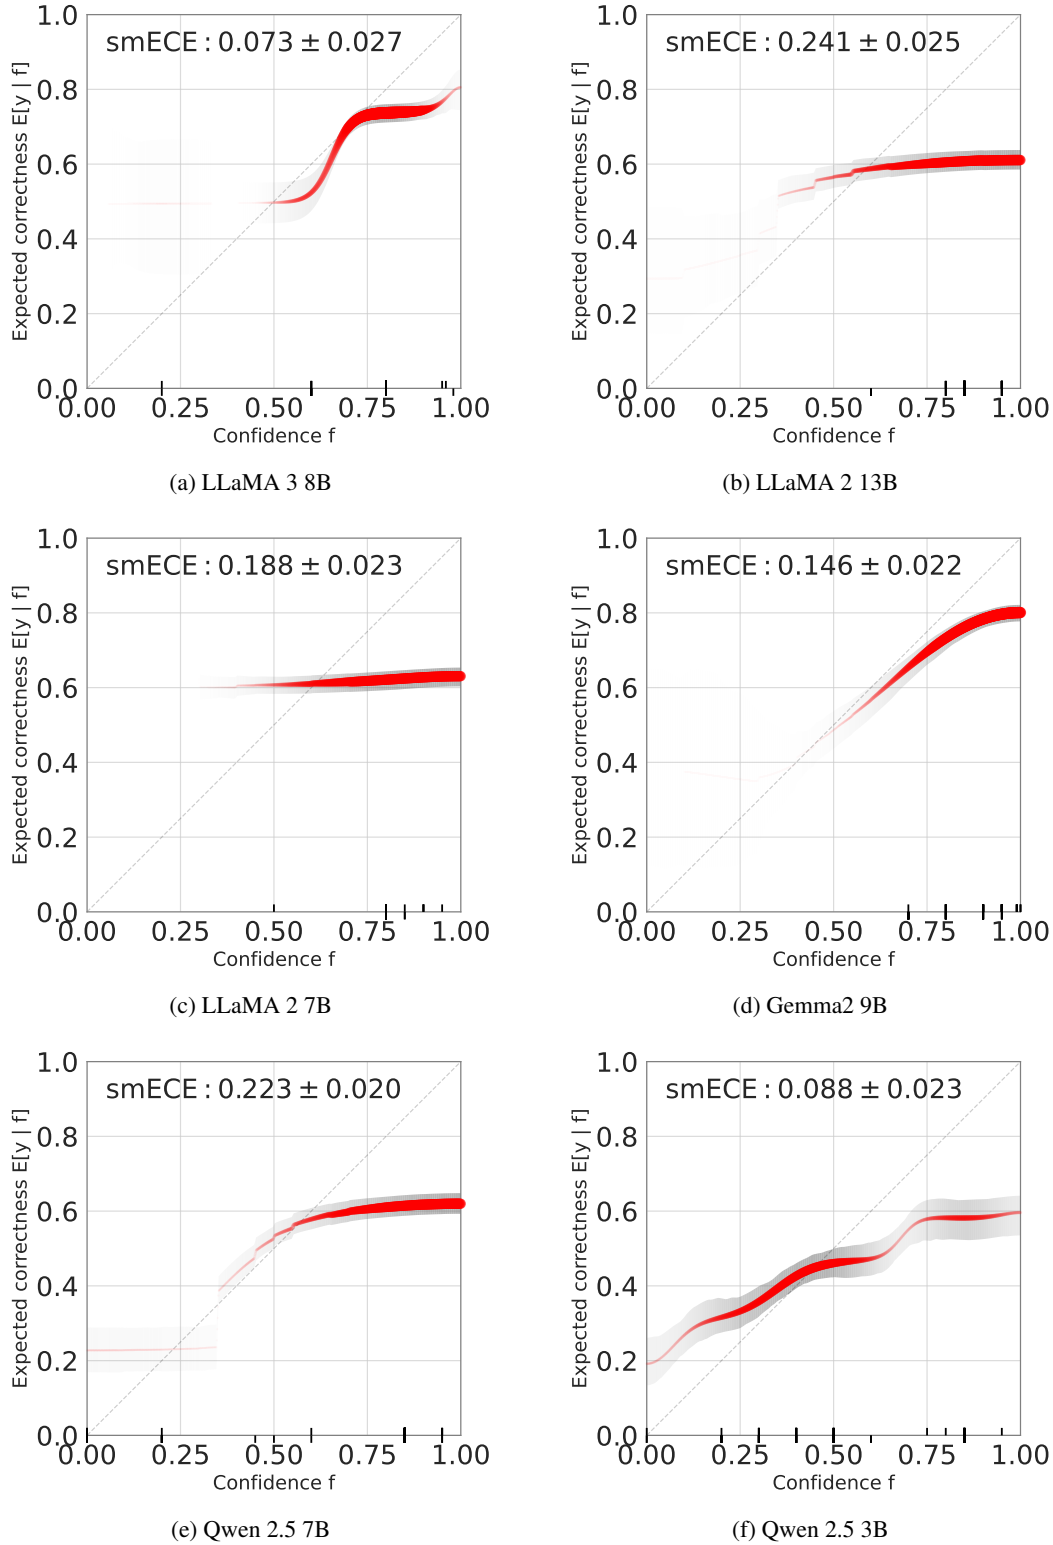 smECE : 0.073 ± 0.027
Expected correctness E[y | f]
1.0
0.8
0.6
0.4
0.2
0.0
0.00 0.25 0.50 0.75 1.00
Confidence f
(a) LLaMA 3 8B
smECE : 0.241 ± 0.025
Expected correctness E[y | f]
1.0
0.8
0.6
0.4
0.2
0.0
0.00 0.25 0.50 0.75 1.00
Confidence f
(b) LLaMA 2 13B
smECE : 0.188 ± 0.023
Expected correctness E[y | f]
1.0
0.8
0.6
0.4
0.2
0.0
0.00 0.25 0.50 0.75 1.00
Confidence f
(c) LLaMA 2 7B
smECE : 0.146 ± 0.022
Expected correctness E[y | f]
1.0
0.8
0.6
0.4
0.2
0.0
0.00 0.25 0.50 0.75 1.00
Confidence f
(d) Gemma2 9B
smECE : 0.223 ± 0.020
Expected correctness E[y | f]
1.0
0.8
0.6
0.4
0.2
0.0
0.00 0.25 0.50 0.75 1.00
Confidence f
(e) Qwen 2.5 7B
smECE : 0.088 ± 0.023
Expected correctness E[y | f]
1.0
0.8
0.6
0.4
0.2
0.0
0.00 0.25 0.50 0.75 1.00
Confidence f
(f) Qwen 2.5 3B